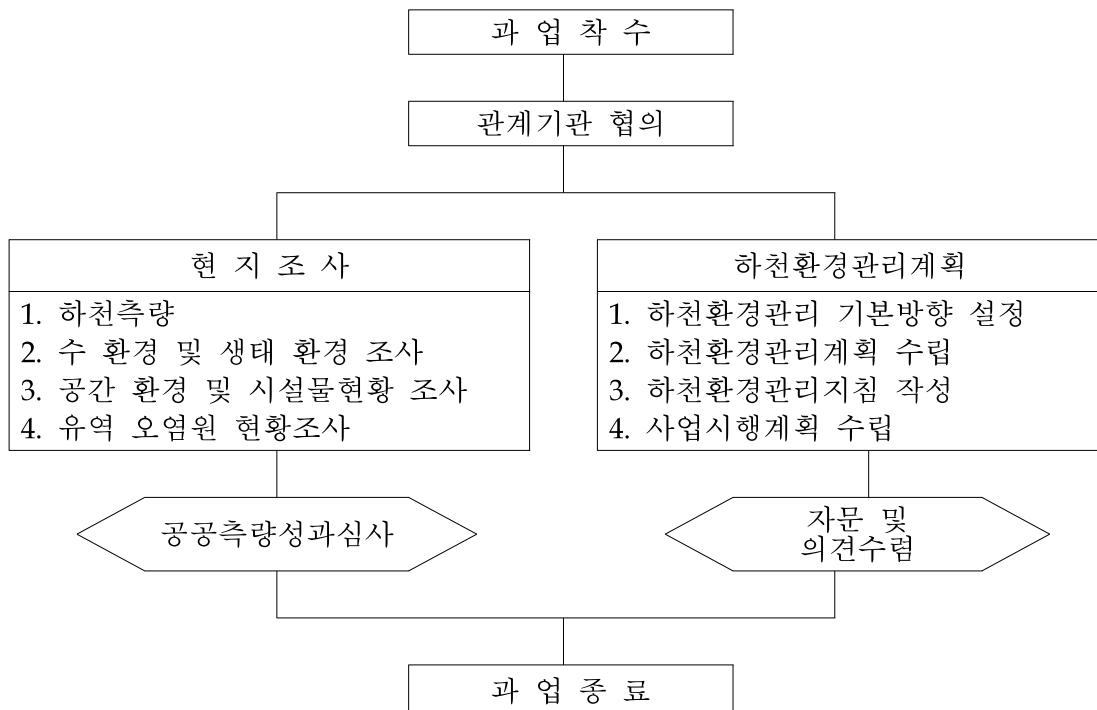 과 업 착 수
관계기관 협의
현 지 조 사
1. 하천측량
2. 수 환경 및 생태 환경 조사
3. 공간 환경 및 시설물현황 조사
4. 유역 오염원 현황조사
하천환경관리계획
1. 하천환경관리 기본방향 설정
2. 하천환경관리계획 수립
3. 하천환경관리지침 작성
4. 사업시행계획 수립
공공측량성과심사
자문 및
의견수렴
과 업 종 료